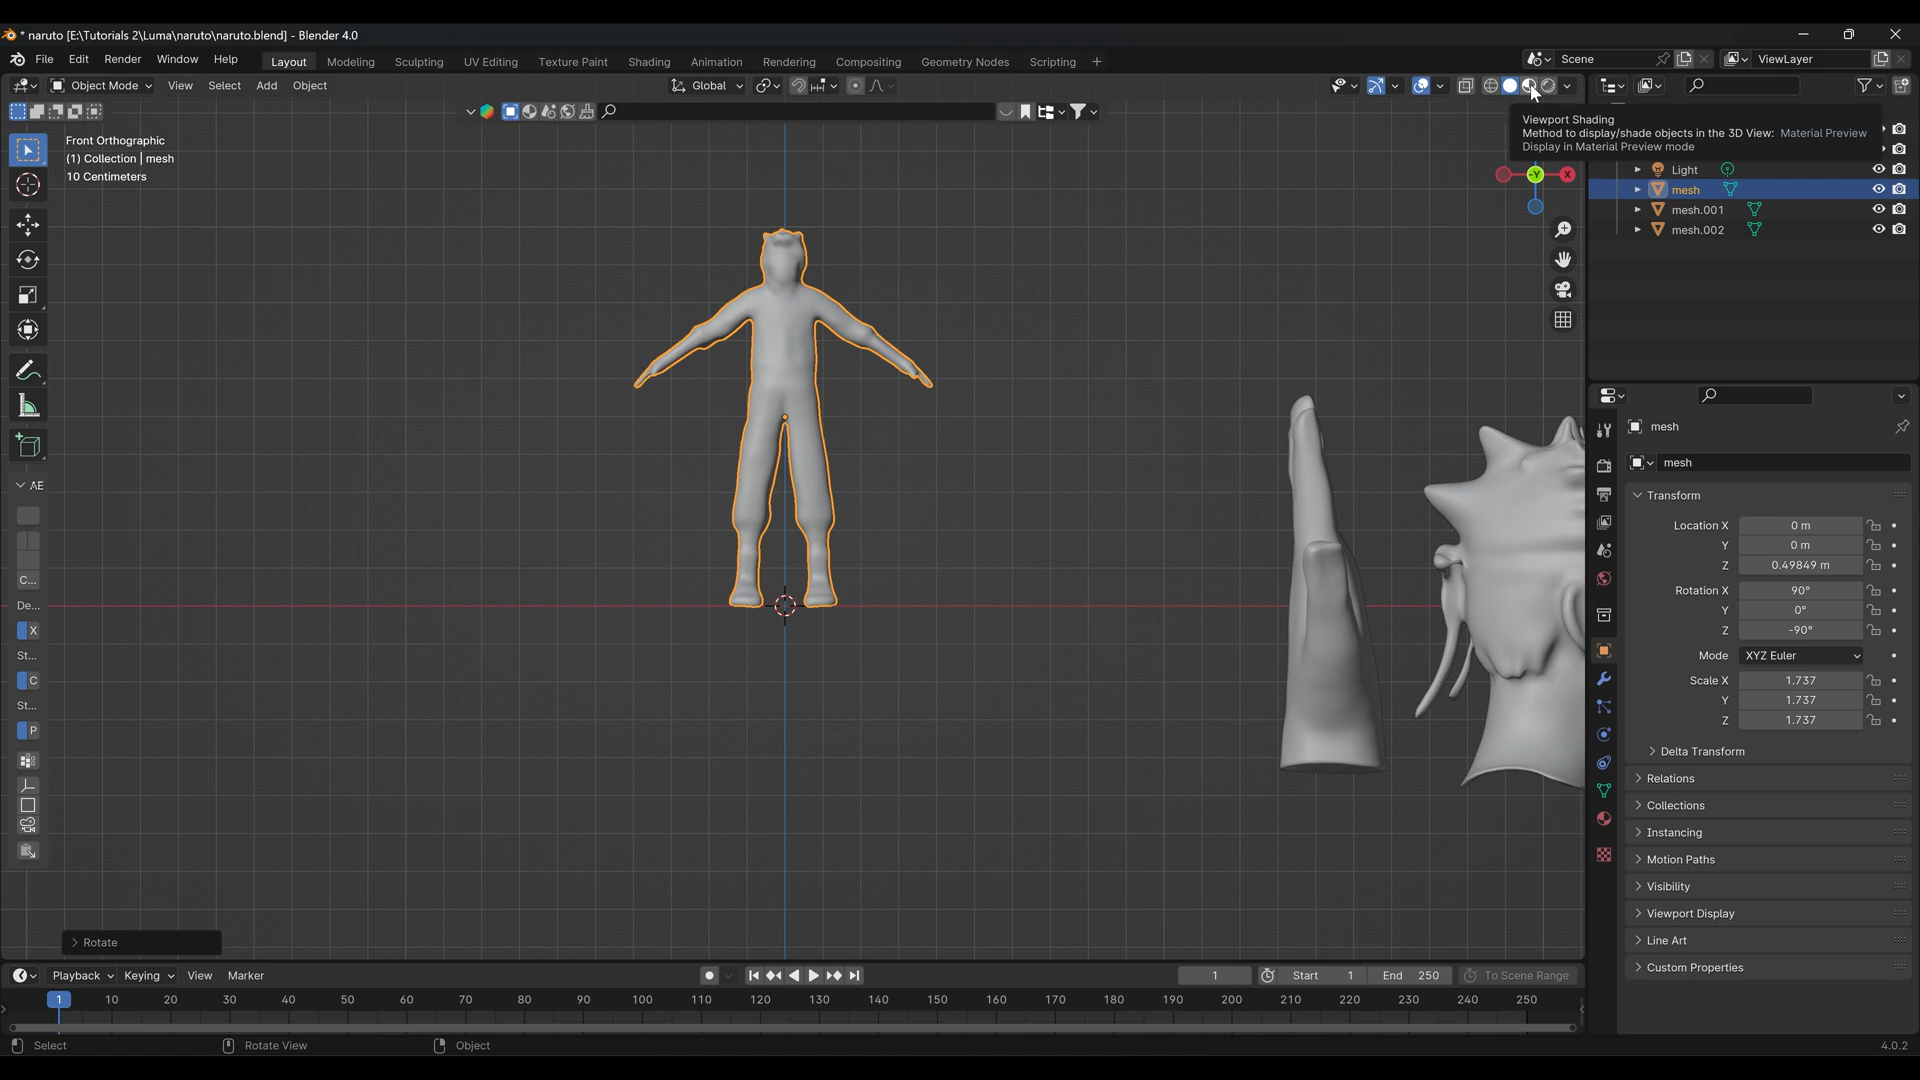 * naruto [E:\Tutorials 2\Luma\naruto\naruto.blend] - Blender 4.0
File Edit Render Window Help Layout Modeling Sculpting UV Editing Texture Paint Shading Animation Rendering Compositing Geometry Nodes Scripting +
Scene ViewLayer
Object Mode View Select Add Object Global
Front Orthographic
(1) Collection | mesh
10 Centimeters
Viewport Shading
Method to display/shade objects in the 3D View: Material Preview
Display in Material Preview mode
-Y X
Light
mesh
mesh.001
mesh.002
AE
C...
De...
X
St...
C
St...
P
Rotate
mesh
mesh
Transform
Location X 0 m
Y 0 m
Z 0.49849 m
Rotation X 90°
Y 0°
Z -90°
Mode XYZ Euler
Scale X 1.737
Y 1.737
Z 1.737
Delta Transform
Relations
Collections
Instancing
Motion Paths
Visibility
Viewport Display
Line Art
Custom Properties
Playback Keying View Marker 1 Start 1 End 250 To Scene Range
1 10 20 30 40 50 60 70 80 90 100 110 120 130 140 150 160 170 180 190 200 210 220 230 240 250
Select Rotate View Object 4.0.2